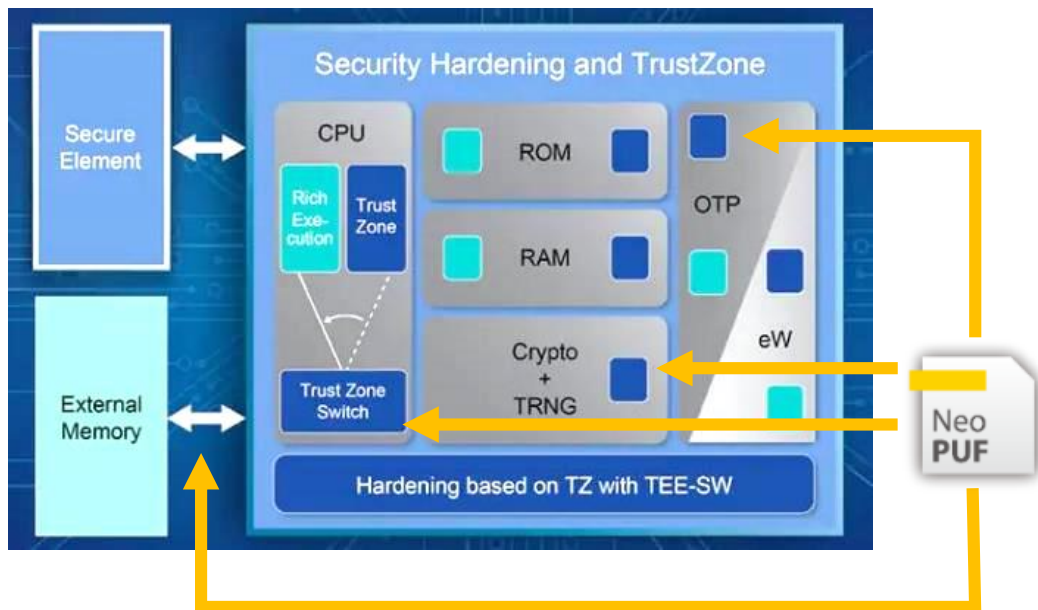 Security Hardening and TrustZone
Secure
Element
CPU
Rich
Exe-
cution
Trust
Zone
Trust Zone
Switch
ROM
RAM
Crypto
+
TRNG
OTP
eW
External
Memory
Hardening based on TZ with TEE-SW
Neo
PUF